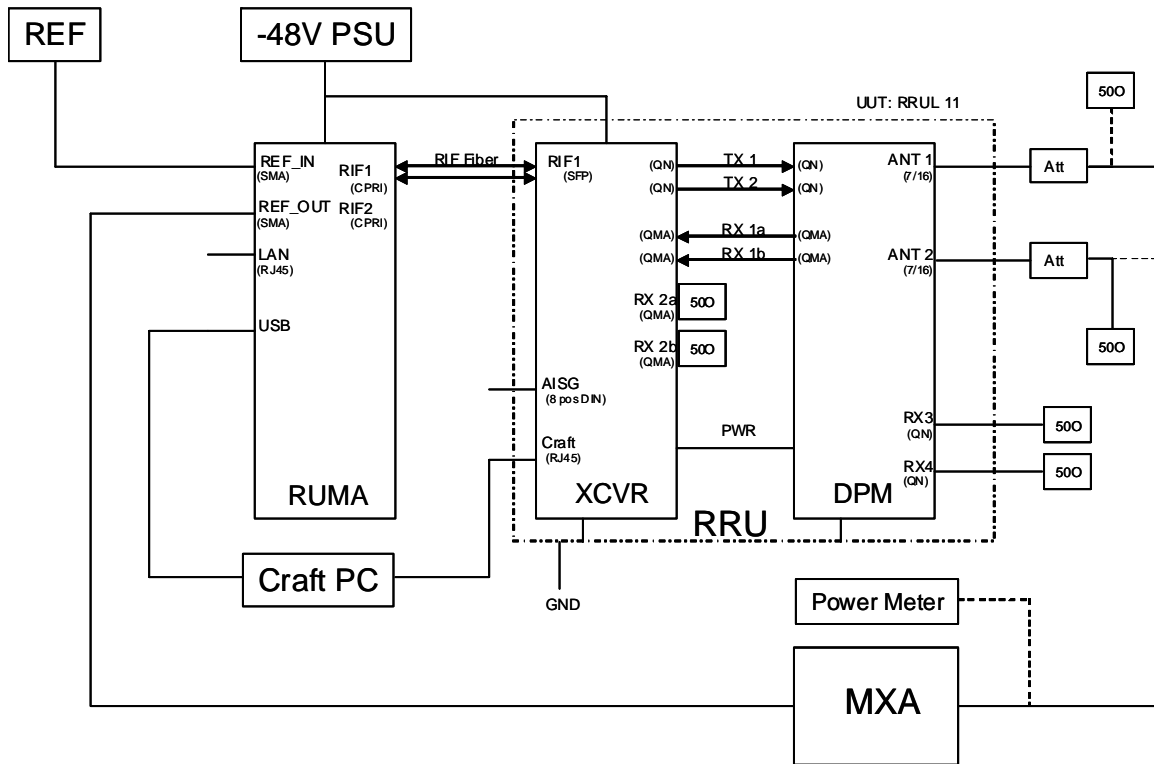 REF
-48V PSU
50O
UUT: RRUL 11
REF_IN
(SMA)
RIF1
(CPRI)
REF_OUT
(SMA)
RIF2
(CPRI)
LAN
(RJ45)
USB
RUMA
RIF Fiber
RIF1
(SFP)
(QN)
TX 1
(QN)
(QN)
TX 2
(QN)
(QMA)
RX 1a
(QMA)
(QMA)
RX 1b
(QMA)
RX 2a
(QMA)
50O
RX 2b
(QMA)
50O
AISG
(8 pos DIN)
Craft
(RJ45)
XCVR
PWR
ANT 1
(7/16)
Att
ANT 2
(7/16)
Att
50O
RX3
(QN)
50O
RX4
(QN)
50O
DPM
RRU
Craft PC
GND
Power Meter
MXA